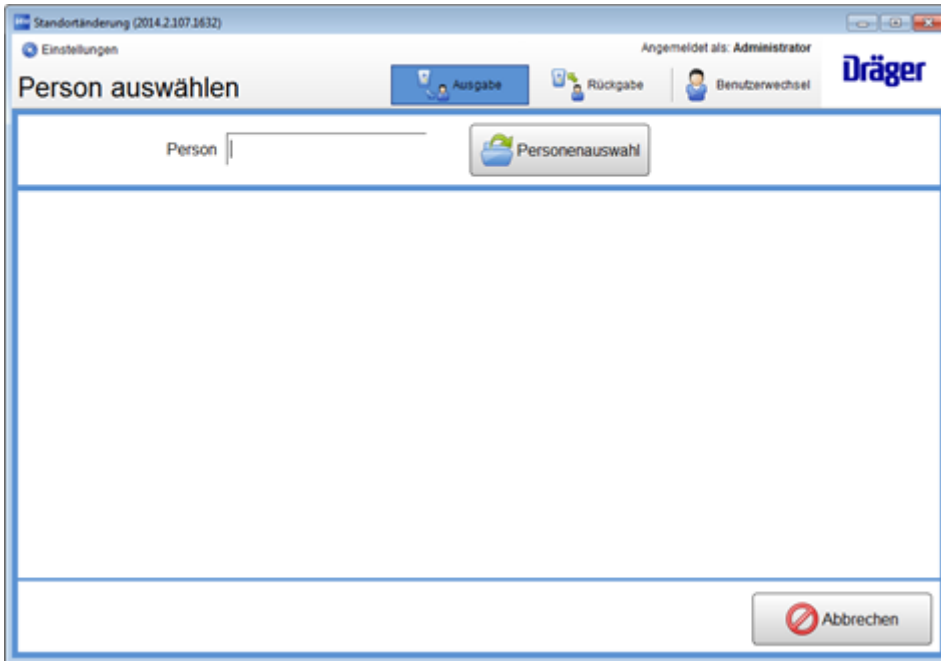 Standortänderung (2014.2.107.1632)
Einstellungen
Angemeldet als: Administrator
Dräger
Person auswählen
Ausgabe
Rückgabe
Benutzerwechsel
Person
Personenauswahl
Abbrechen